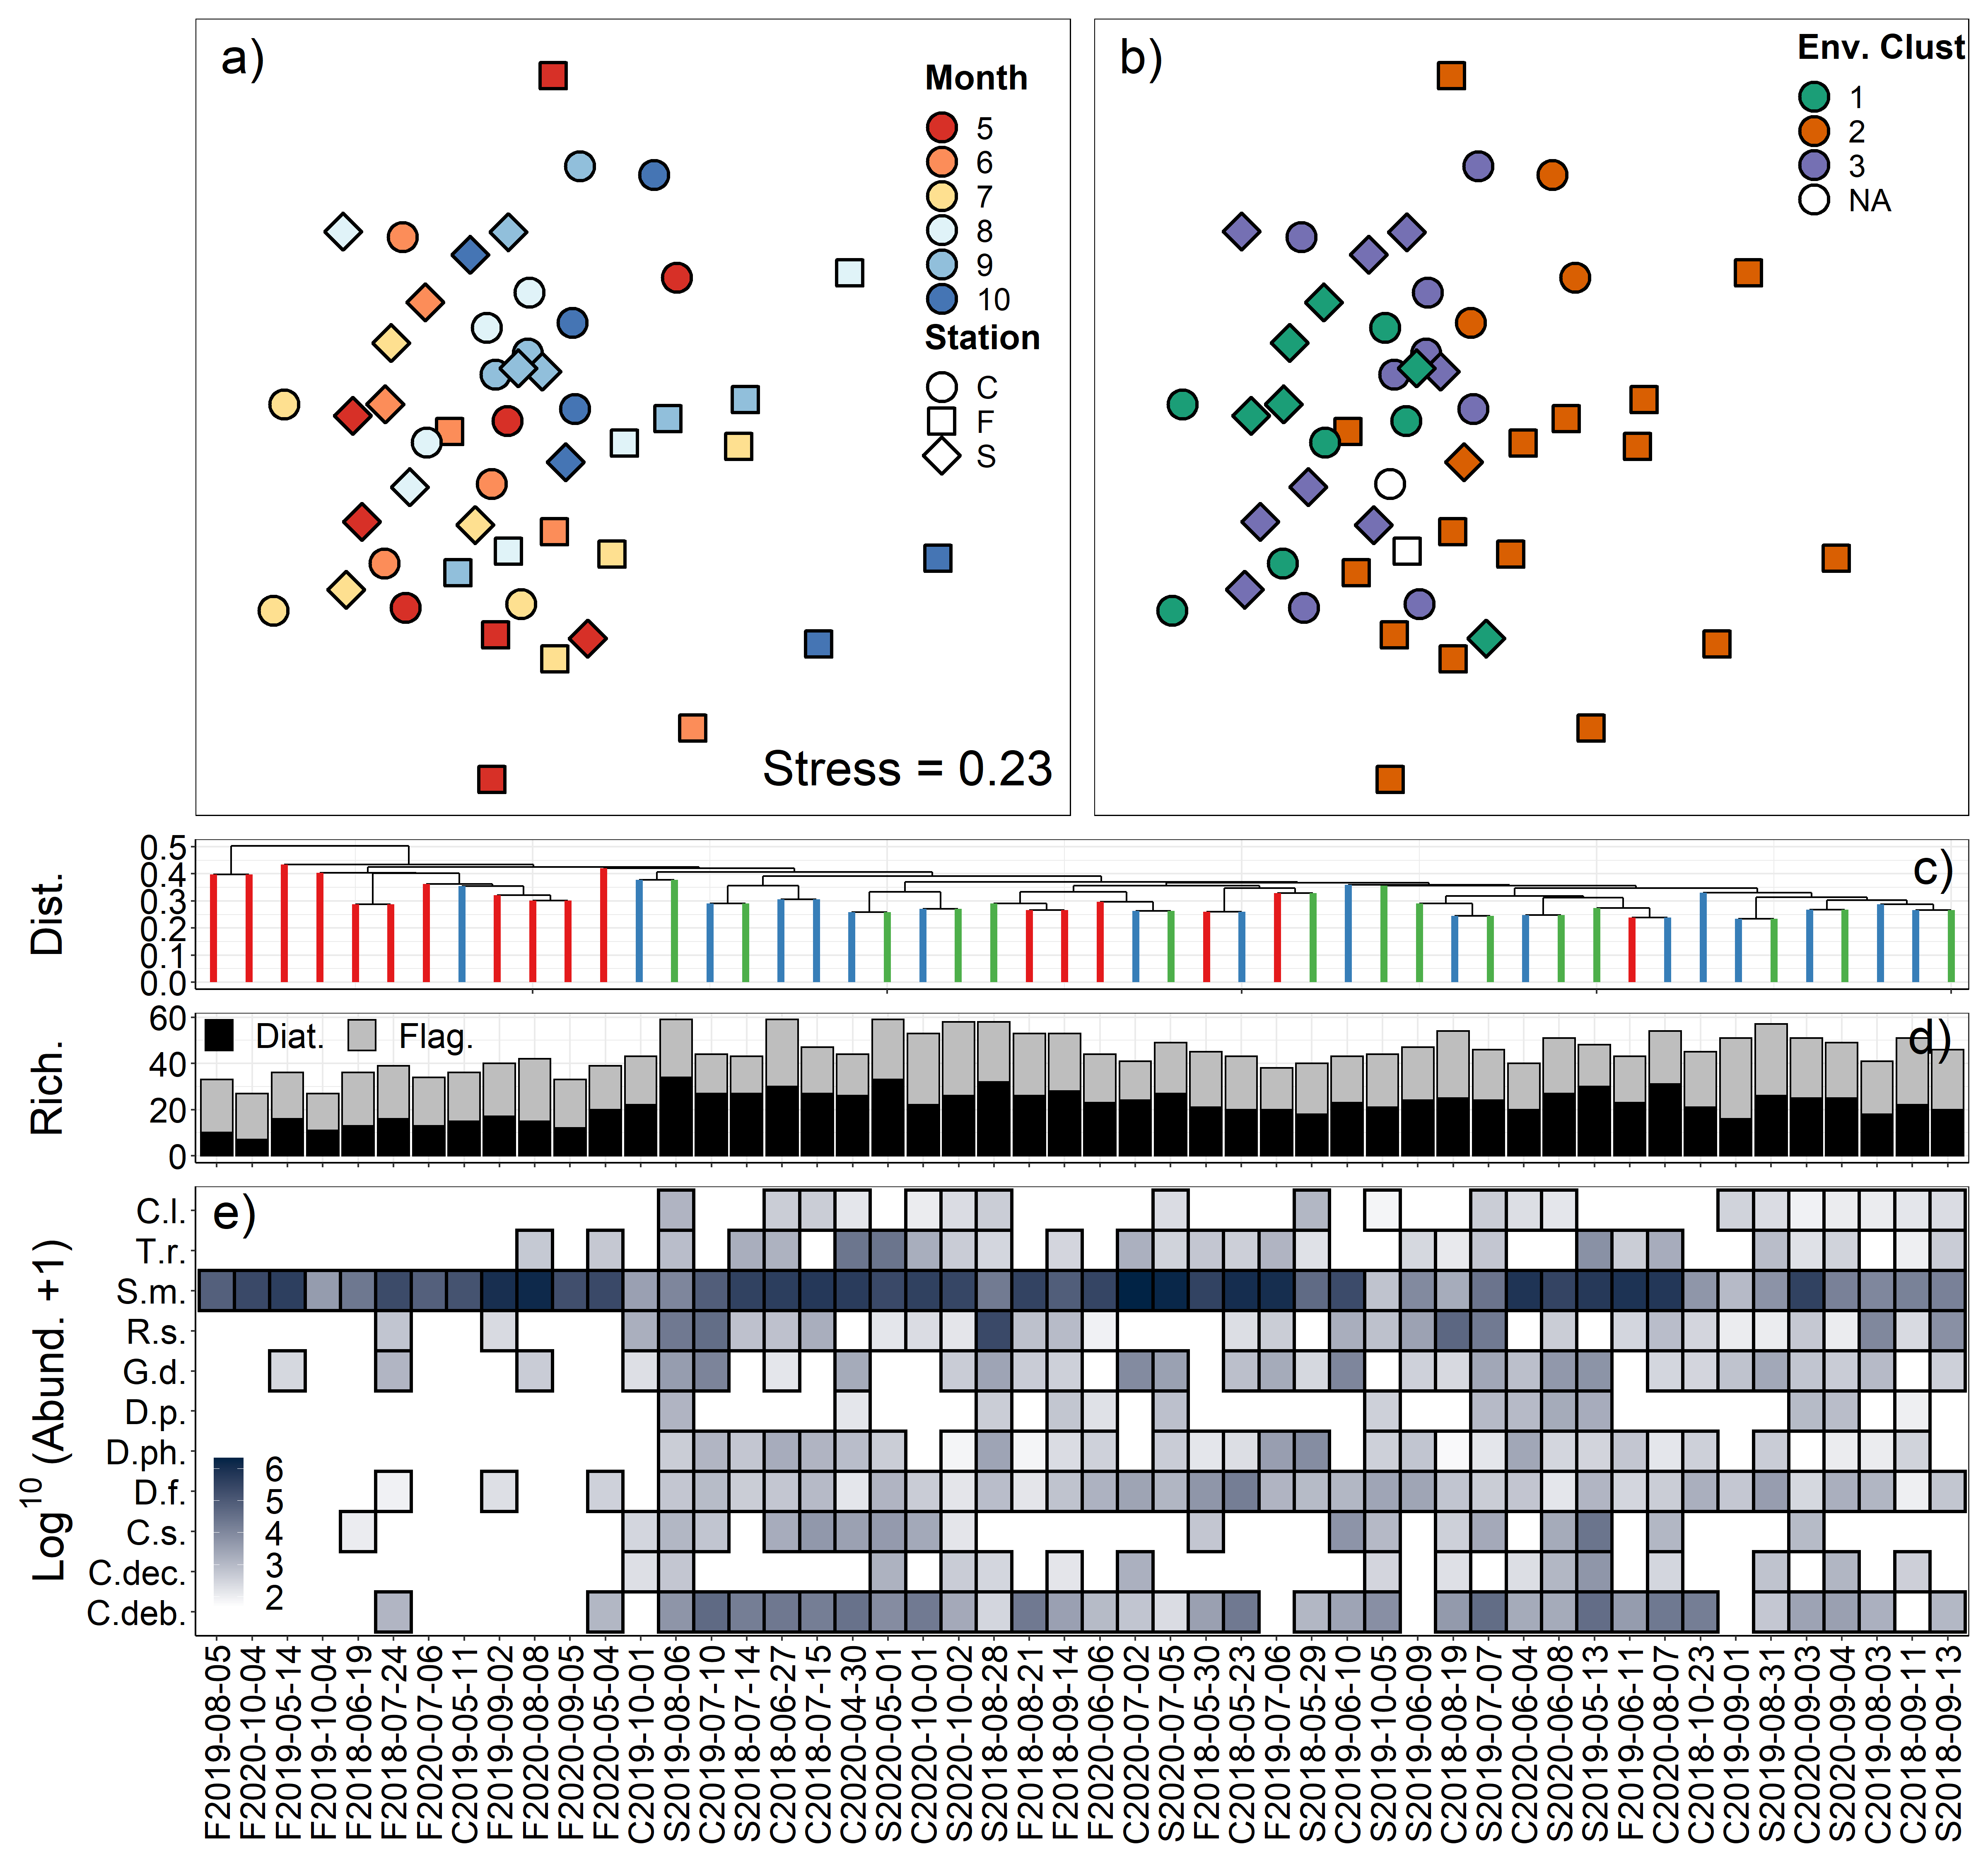 a)
Month
5
6
7
8
9
10
Station
C
F
S
Stress = 0.23
b)
Env. Clust
1
2
3
NA
Dist.
0.5
0.4
0.3
0.2
0.1
0.0
c)
Rich.
60
40
20
0
Diat.
Flag.
d)
Log10 (Abund. +1)
e)
C.l.
T.r.
S.m.
R.s.
G.d.
D.p.
D.ph.
D.f.
C.s.
C.dec.
C.deb.
6
5
4
3
2
F2019-08-05
F2020-10-04
F2019-05-14
F2019-10-04
F2018-06-19
F2018-07-24
F2020-07-06
C2019-05-11
F2019-09-02
F2020-08-08
F2020-09-05
F2020-05-04
C2019-10-01
S2019-08-06
C2019-07-10
S2018-07-14
C2018-06-27
C2018-07-15
C2020-04-30
S2020-05-01
C2020-10-01
S2020-10-02
S2018-08-28
F2018-08-21
F2018-09-14
F2020-06-06
C2020-07-02
S2020-07-05
F2018-05-30
C2018-05-23
F2019-07-06
S2018-05-29
C2019-06-10
S2019-10-05
S2019-06-09
C2018-08-19
S2019-07-07
C2020-06-04
S2020-06-08
S2019-05-13
F2019-06-11
C2020-08-07
C2018-10-23
C2019-09-01
S2019-08-31
C2020-09-03
S2020-09-04
C2019-08-03
C2018-09-11
S2018-09-13